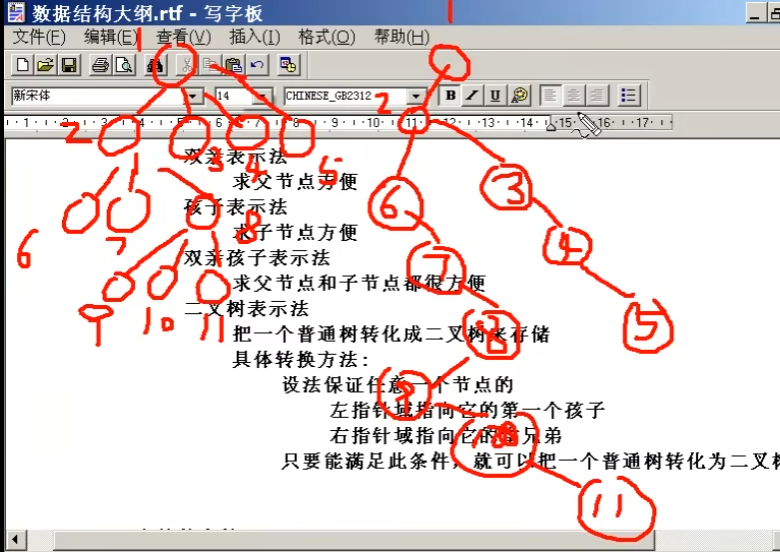 数据结构大纲.rtf - 写字板
文件(F) 编辑(E) 查看(V) 插入(I) 格式(O) 帮助(H)
新宋体 14 CHINESE_GB2312 B I U
1 2 3 4 5 6 7 8 9 10 11 12 13 14 15 16 17
双亲表示法
求父节点方便
孩子表示法
求子节点方便
双亲孩子表示法
求父节点和子节点都很方便
二叉树表示法
把一个普通树转化成二叉树来存储
具体转换方法:
设法保证任意一个节点的
左指针域指向它的第一个孩子
右指针域指向它的兄弟
只要能满足此条件，就可以把一个普通树转化为二叉树
1
2 3 4 5
6 7 8
9 10 11
1
2
6 3
7 4
8 5
9
10
11